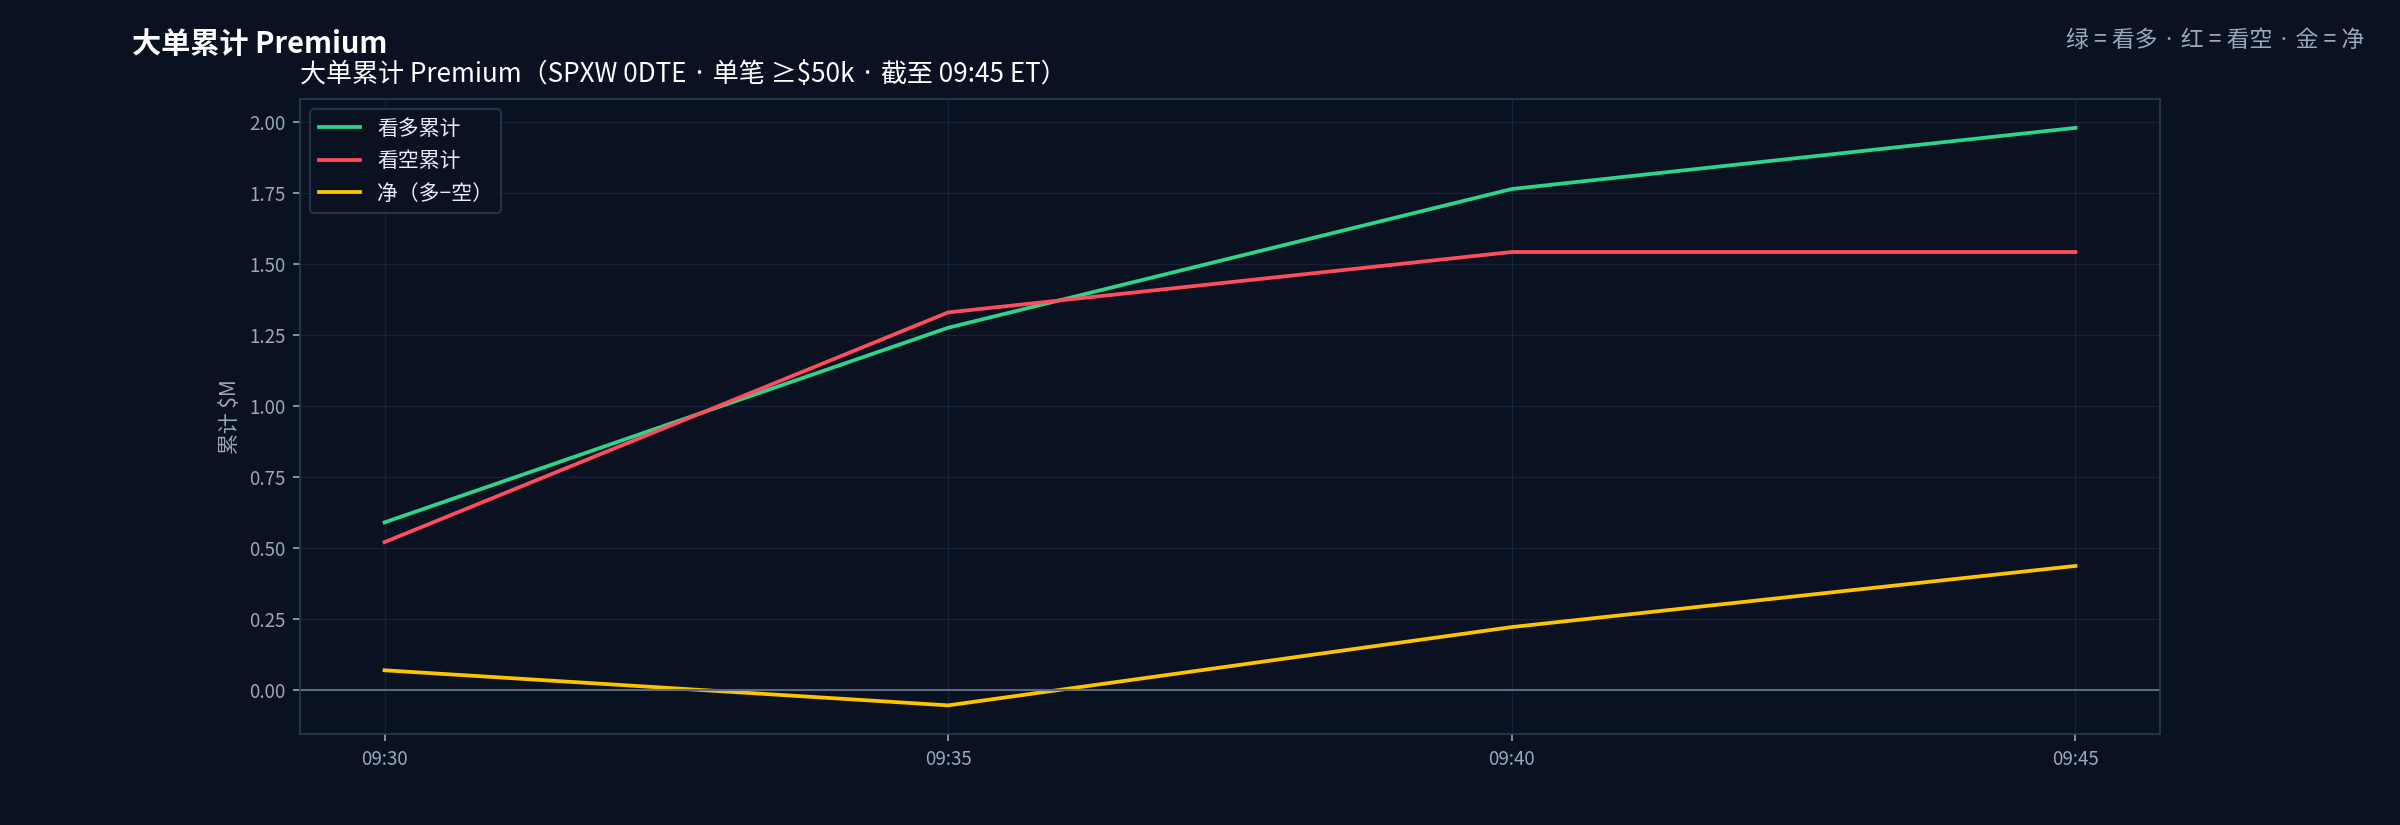 大单累计 Premium
绿 = 看多 · 红 = 看空 · 金 = 净
大单累计 Premium（SPXW 0DTE · 单笔 ≥$50k · 截至 09:45 ET）
看多累计
看空累计
净（多−空）
累计 $M
2.00
1.75
1.50
1.25
1.00
0.75
0.50
0.25
0.00
09:30
09:35
09:40
09:45